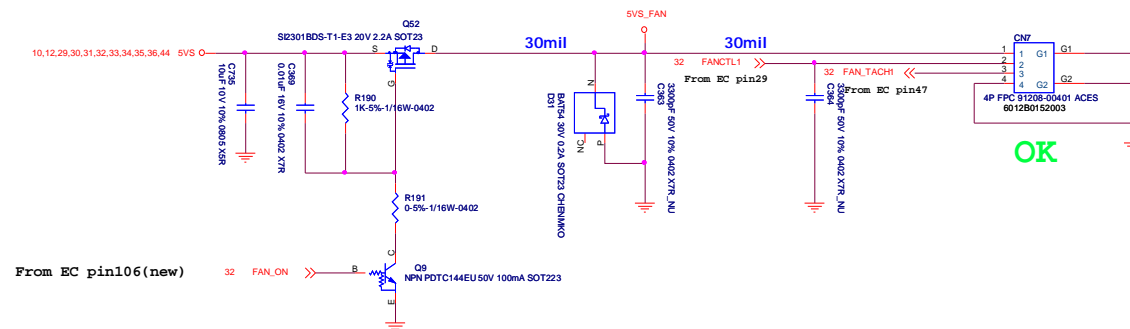 5VS_FAN
Q52
SI2301BDS-T1-E3 20V 2.2A SOT23
10,12,29,30,31,32,33,34,35,36,44 5VS
S
D
G
30mil
30mil
32 FANCTL1
From EC pin29
32 FAN_TACH1
From EC pin47
CN7
1
2
3
4
1
2
3
4
G1
G2
G1
G2
4P FPC 91208-00401 ACES
6012B0152003
OK
C735
10uF 10V 10% 0805 X5R
C369
0.01uF 16V 10% 0402 X7R
R190
1K-5%-1/16W-0402
N
NC
P
D31
BAT54 30V 0.2A SOT23 CHENMKO
C363
3300pF 50V 10% 0402 X7R_NU
C364
3300pF 50V 10% 0402 X7R_NU
R191
0-5%-1/16W-0402
From EC pin106(new)
32 FAN_ON
B
C
E
Q9
NPN PDTC144EU 50V 100mA SOT223